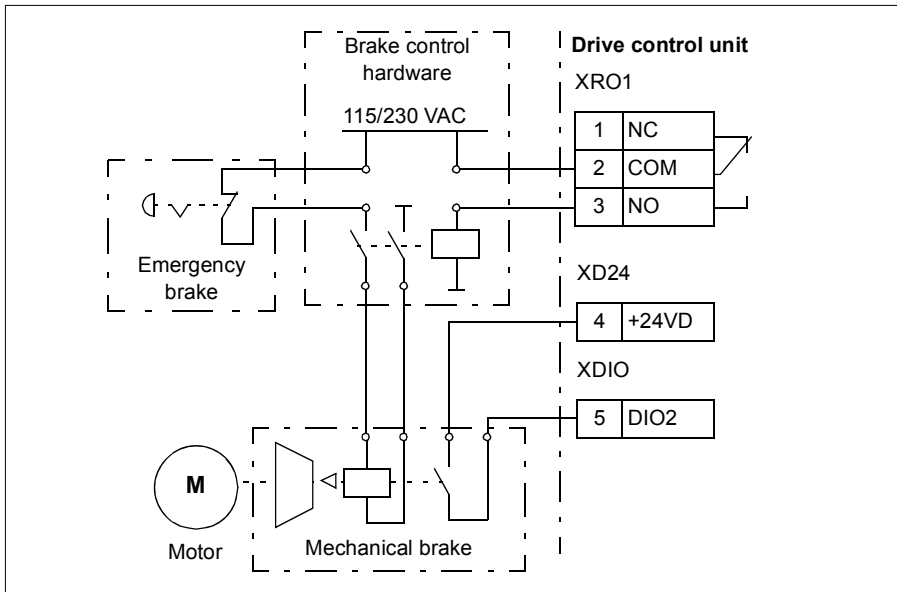 Brake control
hardware
115/230 VAC
Drive control unit
XRO1
1 NC
2 COM
3 NO
Emergency
brake
XD24
4 +24VD
XDIO
5 DIO2
M
Motor
Mechanical brake